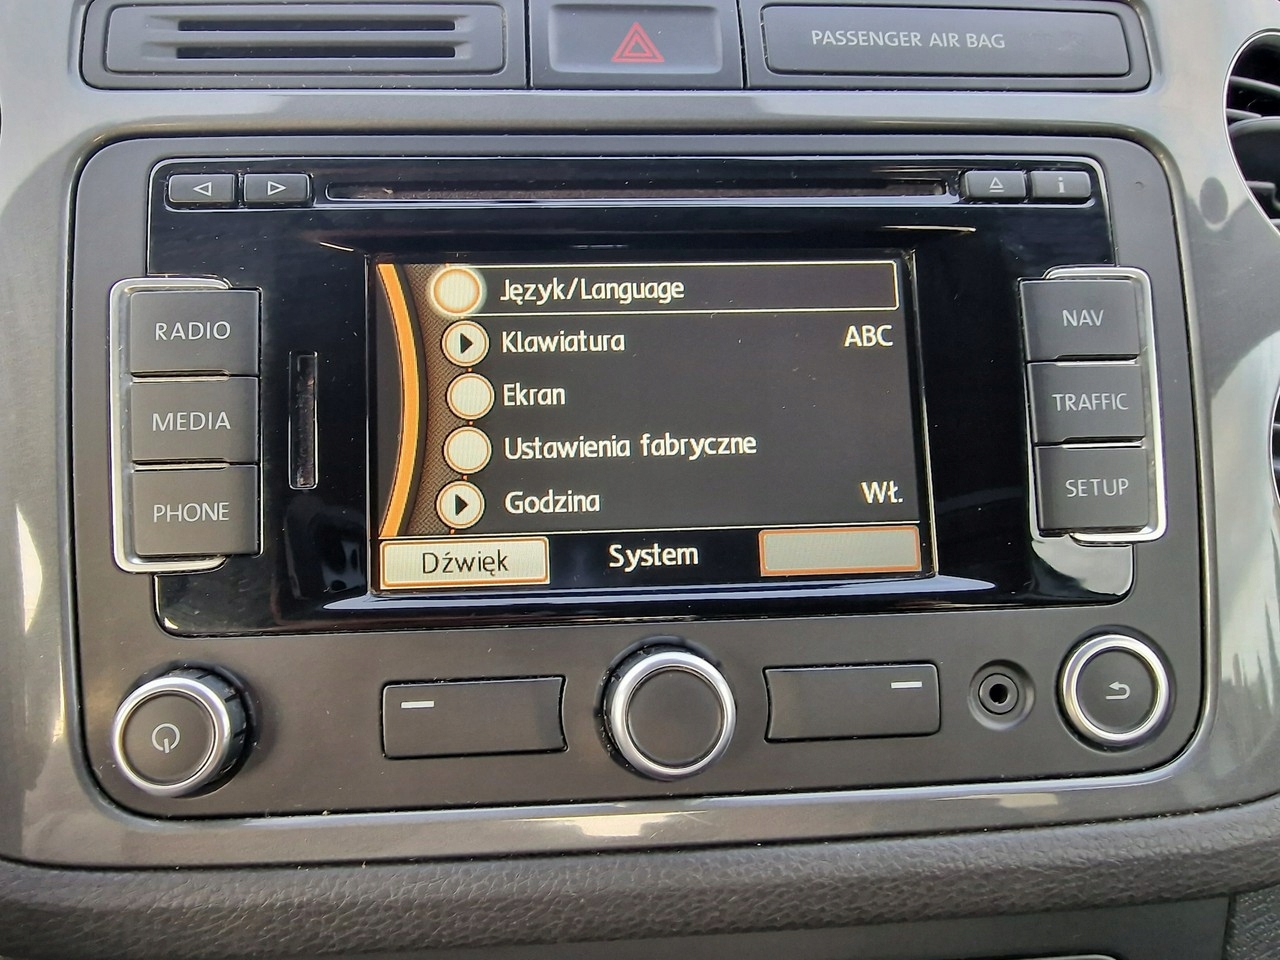 PASSENGER AIR BAG
i
RADIO
MEDIA
PHONE
Język/Language
Klawiatura ABC
Ekran
Ustawienia fabryczne
Godzina Wł.
Dźwięk System
NAV
TRAFFIC
SETUP